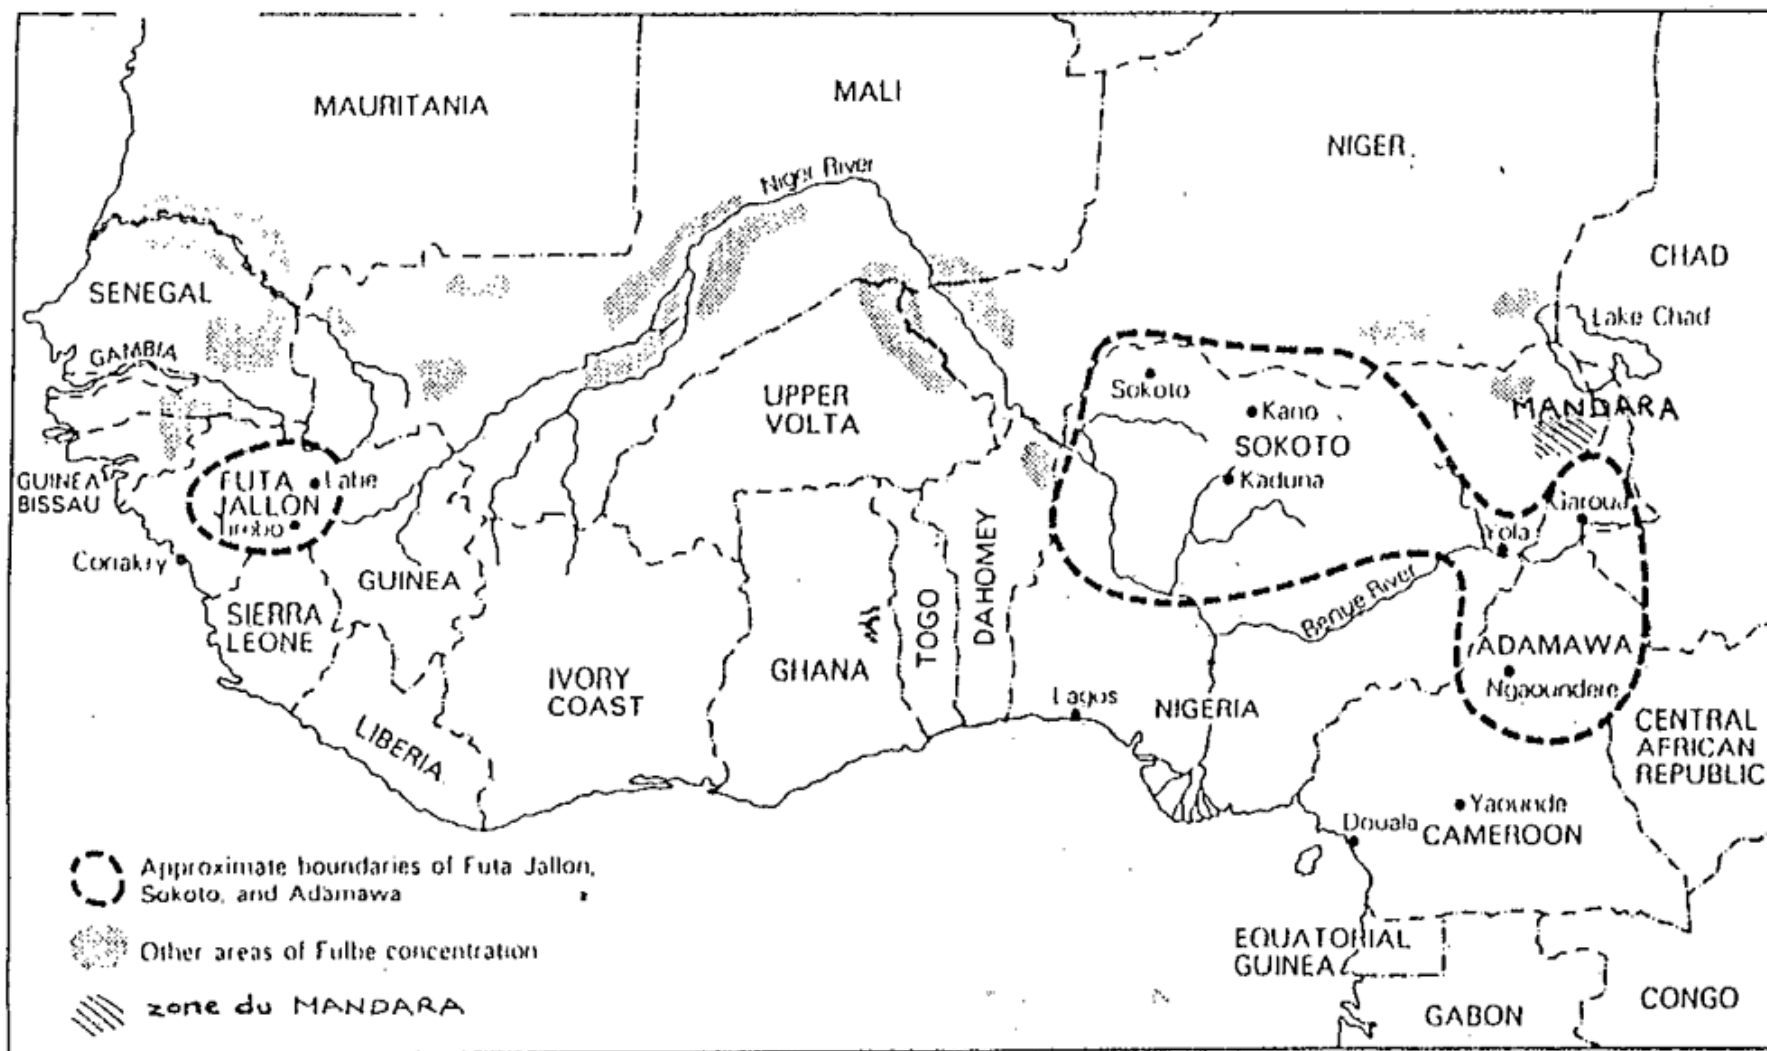 MAURITANIA
MALI
NIGER
Niger River
CHAD
SENEGAL
Lake Chad
GAMBIA
Sokoto
UPPER
VOLTA
Kano
MANDARA
SOKOTO
GUINEA
BISSAU
FUTA
JALLON
Labe
Kaduna
Garoua
Timbo
Yola
Conakry
GUINEA
Benue River
SIERRA
LEONE
DAHOMEY
TOGO
ADAMAWA
GHANA
IVORY
COAST
Ngaoundere
Lagos
NIGERIA
LIBERIA
CENTRAL
AFRICAN
REPUBLIC
Yaounde
Douala
CAMEROON
Approximate boundaries of Futa Jallon,
Sokoto, and Adamawa
Other areas of Fulbe concentration
EQUATORIAL
GUINEA
zone du MANDARA
GABON
CONGO